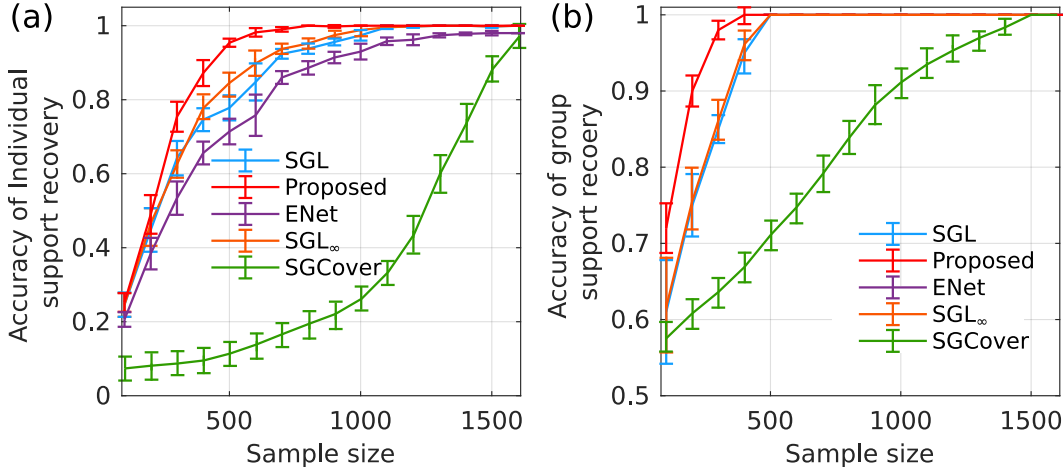 (a)
Accuracy of Individual
support recovery
1
0.8
0.6
0.4
0.2
0
500
1000
1500
Sample size
SGL
Proposed
ENet
SGL∞
SGCover
(b)
Accuracy of group
support recoery
1
0.9
0.8
0.7
0.6
0.5
500
1000
1500
Sample size
SGL
Proposed
ENet
SGL∞
SGCover